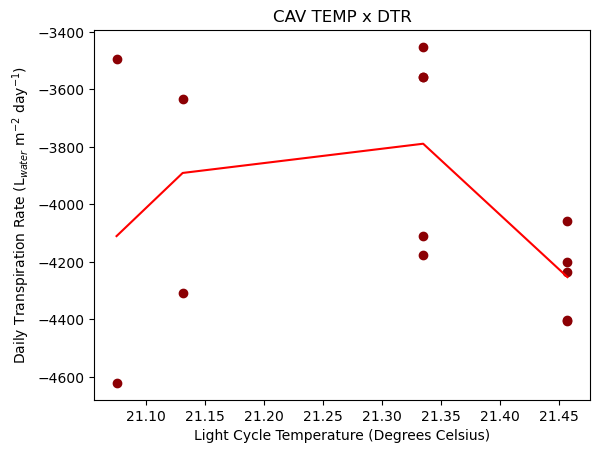 CAV TEMP x DTR
−3400
−3600
−3800
−4000
−4200
−4400
−4600
Daily Transpiration Rate (L_water m⁻² day⁻¹)
21.10 21.15 21.20 21.25 21.30 21.35 21.40 21.45
Light Cycle Temperature (Degrees Celsius)